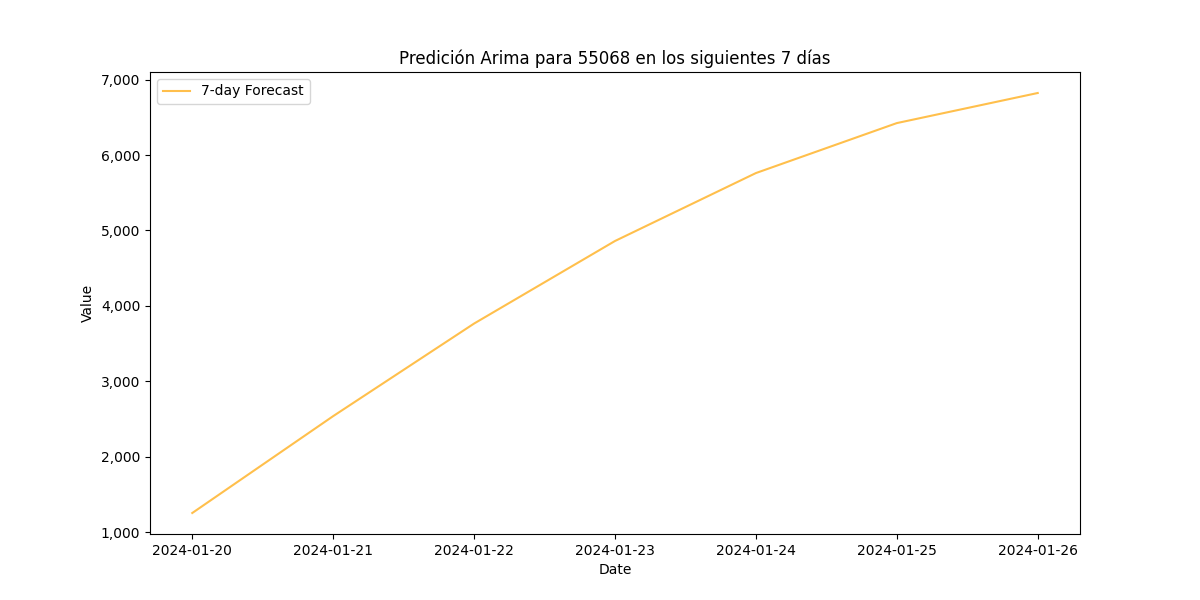 Predición Arima para 55068 en los siguientes 7 días
7,000
7-day Forecast
6,000
5,000
4,000
Value
3,000
2,000
1,000
2024-01-20 2024-01-21 2024-01-22 2024-01-23 2024-01-24 2024-01-25 2024-01-26
Date